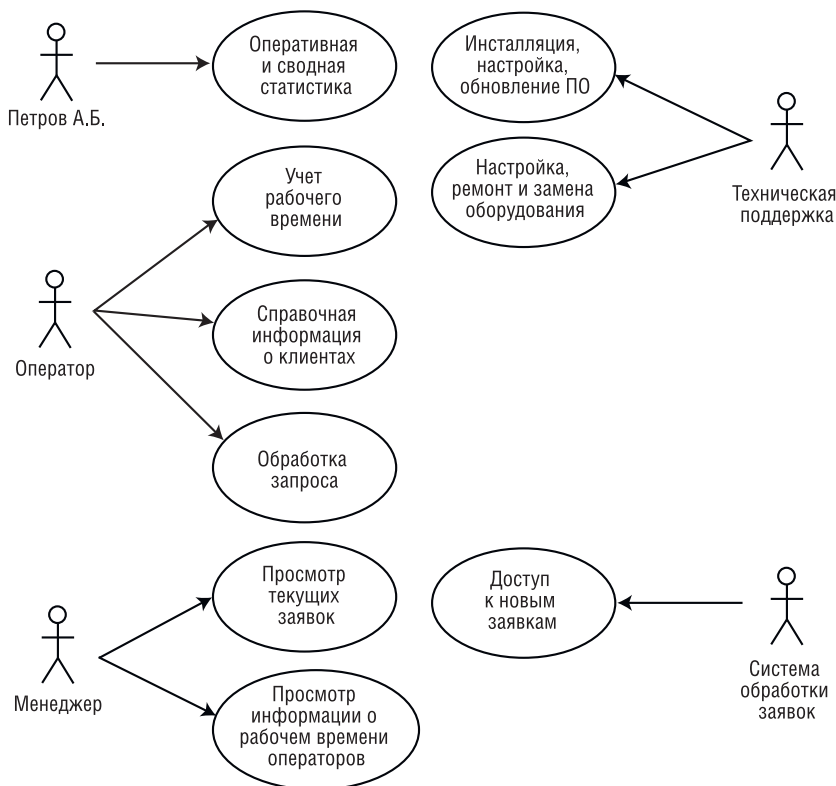 Петров А.Б.
Оперативная
и сводная
статистика
Инсталляция,
настройка,
обновление ПО
Техническая
поддержка
Учет
рабочего
времени
Настройка,
ремонт и замена
оборудования
Оператор
Справочная
информация
о клиентах
Обработка
запроса
Менеджер
Просмотр
текущих
заявок
Доступ
к новым
заявкам
Система
обработки
заявок
Просмотр
информации о
рабочем времени
операторов